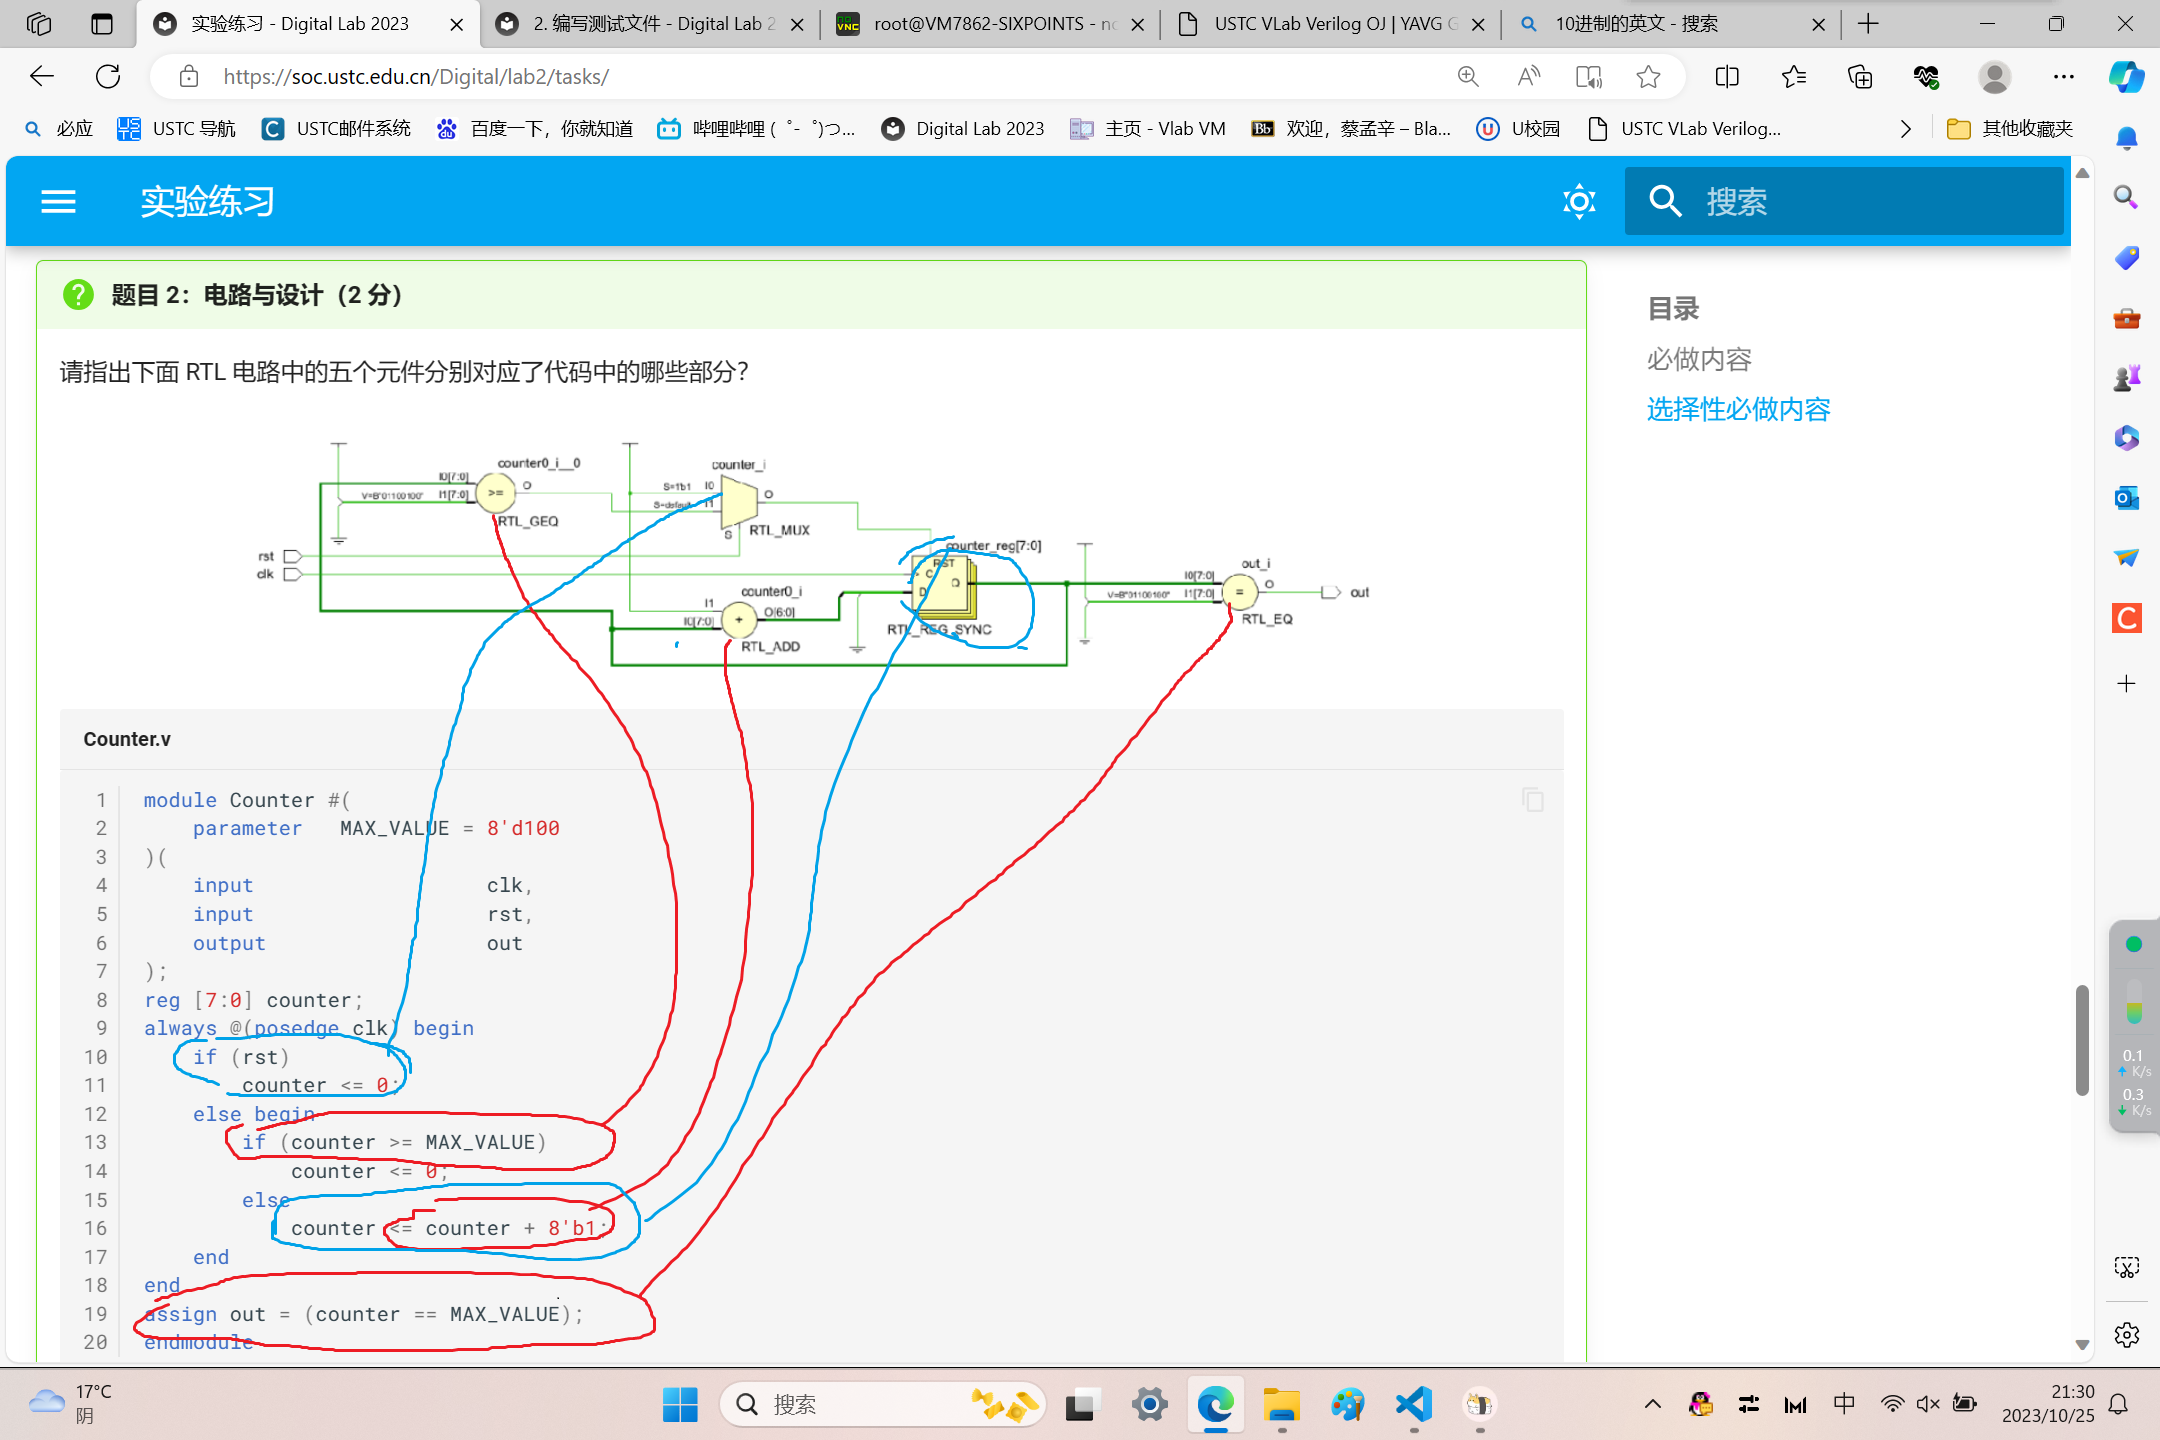 实验练习 - Digital Lab 2023
2. 编写测试文件 - Digital Lab 2
root@VM7862-SIXPOINTS - no
USTC VLab Verilog OJ | YAVG G
10进制的英文 - 搜索
https://soc.ustc.edu.cn/Digital/lab2/tasks/
必应
USTC 导航
USTC邮件系统
百度一下，你就知道
哔哩哔哩 ( ゜- ゜)つ...
Digital Lab 2023
主页 - Vlab VM
欢迎，蔡孟辛 – Bla...
U校园
USTC VLab Verilog...
其他收藏夹
实验练习
搜索
题目 2：电路与设计（2 分）
请指出下面 RTL 电路中的五个元件分别对应了代码中的哪些部分？
目录
必做内容
选择性必做内容
counter0_i__0
I0[7:0]
V=B"01100100" I1[7:0]
>=
O
RTL_GEQ
counter_i
S=1'b1 I0
S=default I1
O
S
RTL_MUX
rst
clk
counter0_i
I1
I0[7:0]
+
O[6:0]
RTL_ADD
counter_reg[7:0]
RST
C
D
Q
RTL_REG_SYNC
out_i
I0[7:0]
V=B"01100100" I1[7:0]
=
O
RTL_EQ
out
Counter.v
1 module Counter #(
2 parameter MAX_VALUE = 8'd100
3 )(
4 input clk,
5 input rst,
6 output out
7 );
8 reg [7:0] counter;
9 always @(posedge clk) begin
10 if (rst)
11 counter <= 0;
12 else begin
13 if (counter >= MAX_VALUE)
14 counter <= 0;
15 else
16 counter <= counter + 8'b1;
17 end
18 end
19 assign out = (counter == MAX_VALUE);
20 endmodule
0.1
K/s
0.3
K/s
17°C
阴
搜索
中
21:30
2023/10/25